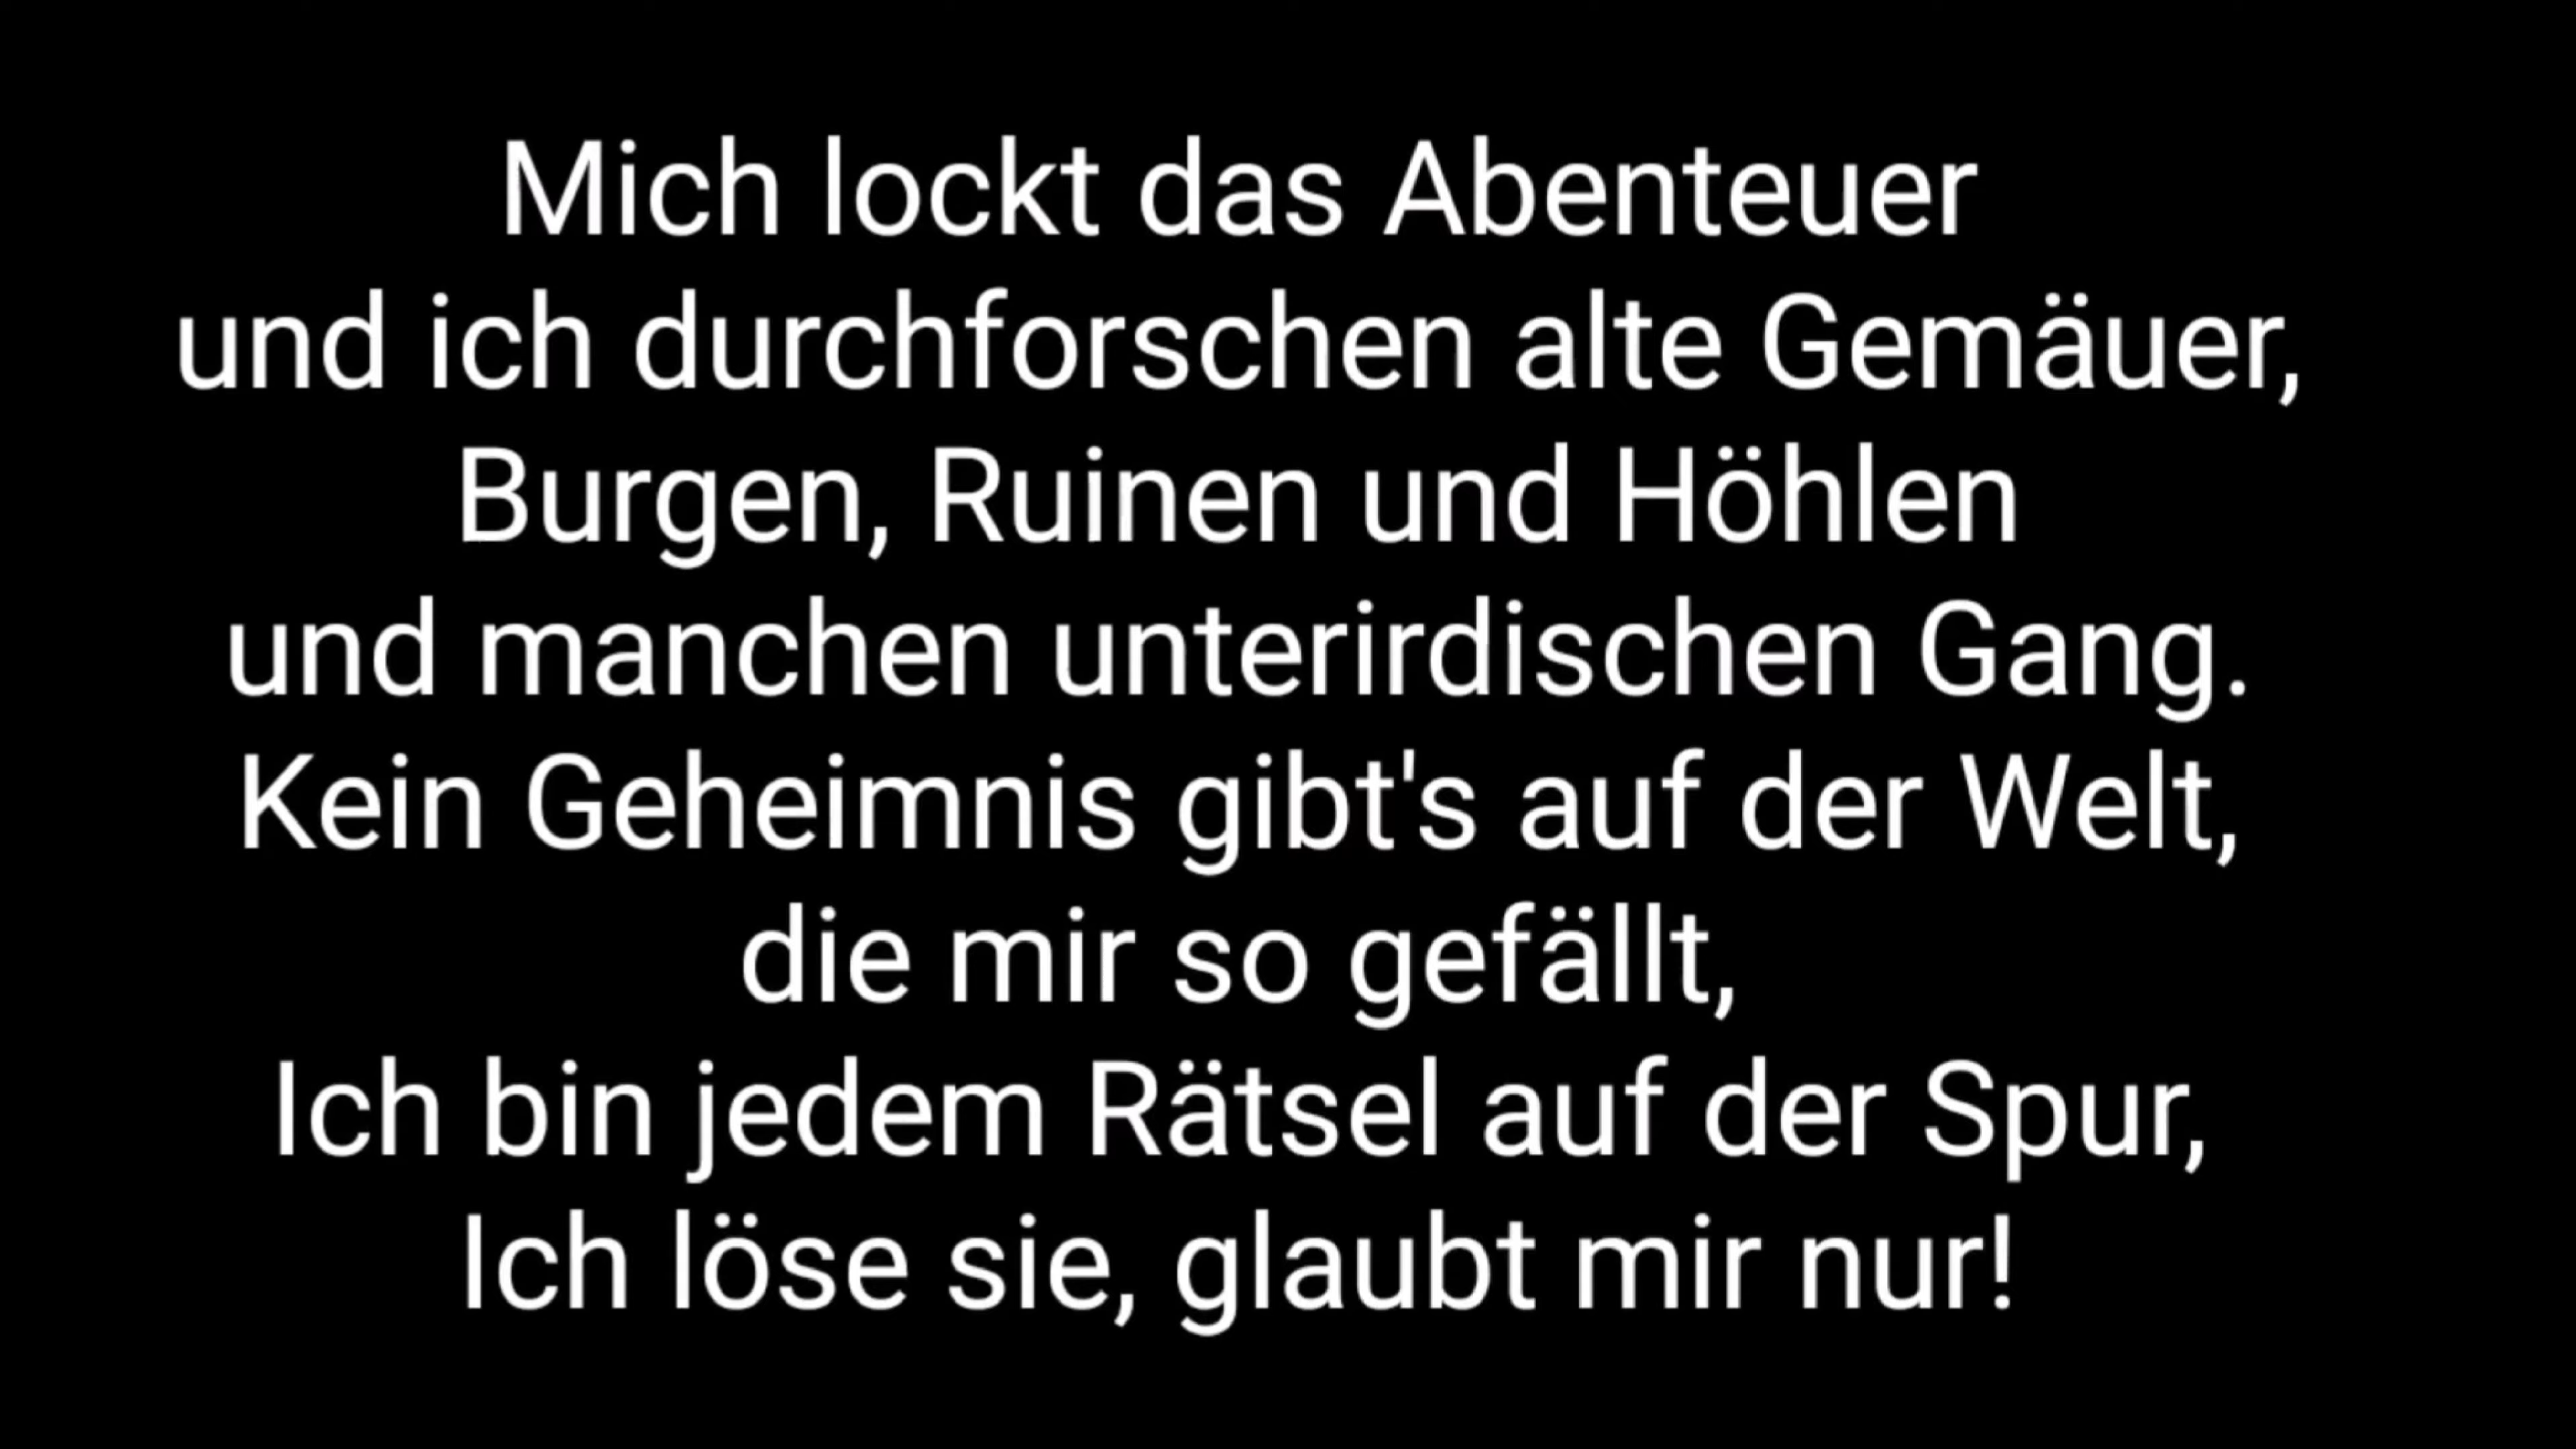 Mich lockt das Abenteuer
und ich durchforschen alte Gemäuer,
Burgen, Ruinen und Höhlen
und manchen unterirdischen Gang.
Kein Geheimnis gibt's auf der Welt,
die mir so gefällt,
Ich bin jedem Rätsel auf der Spur,
Ich löse sie, glaubt mir nur!